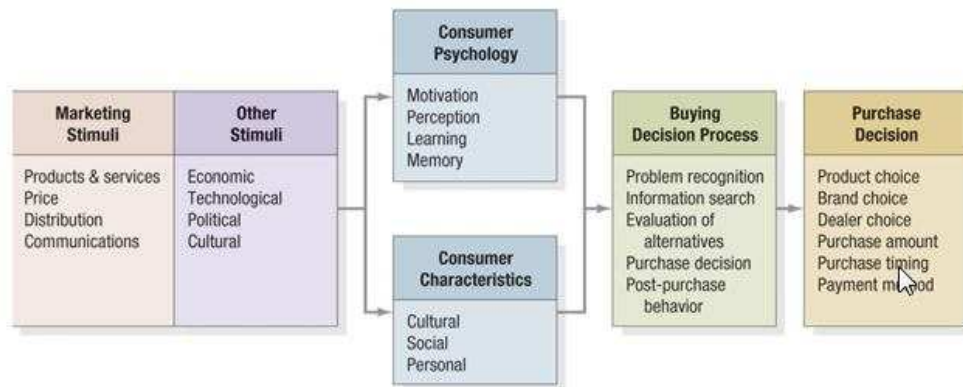 Marketing
Stimuli
Products & services
Price
Distribution
Communications
Other
Stimuli
Economic
Technological
Political
Cultural
Consumer
Psychology
Motivation
Perception
Learning
Memory
Consumer
Characteristics
Cultural
Social
Personal
Buying
Decision Process
Problem recognition
Information search
Evaluation of
alternatives
Purchase decision
Post-purchase
behavior
Purchase
Decision
Product choice
Brand choice
Dealer choice
Purchase amount
Purchase timing
Payment method